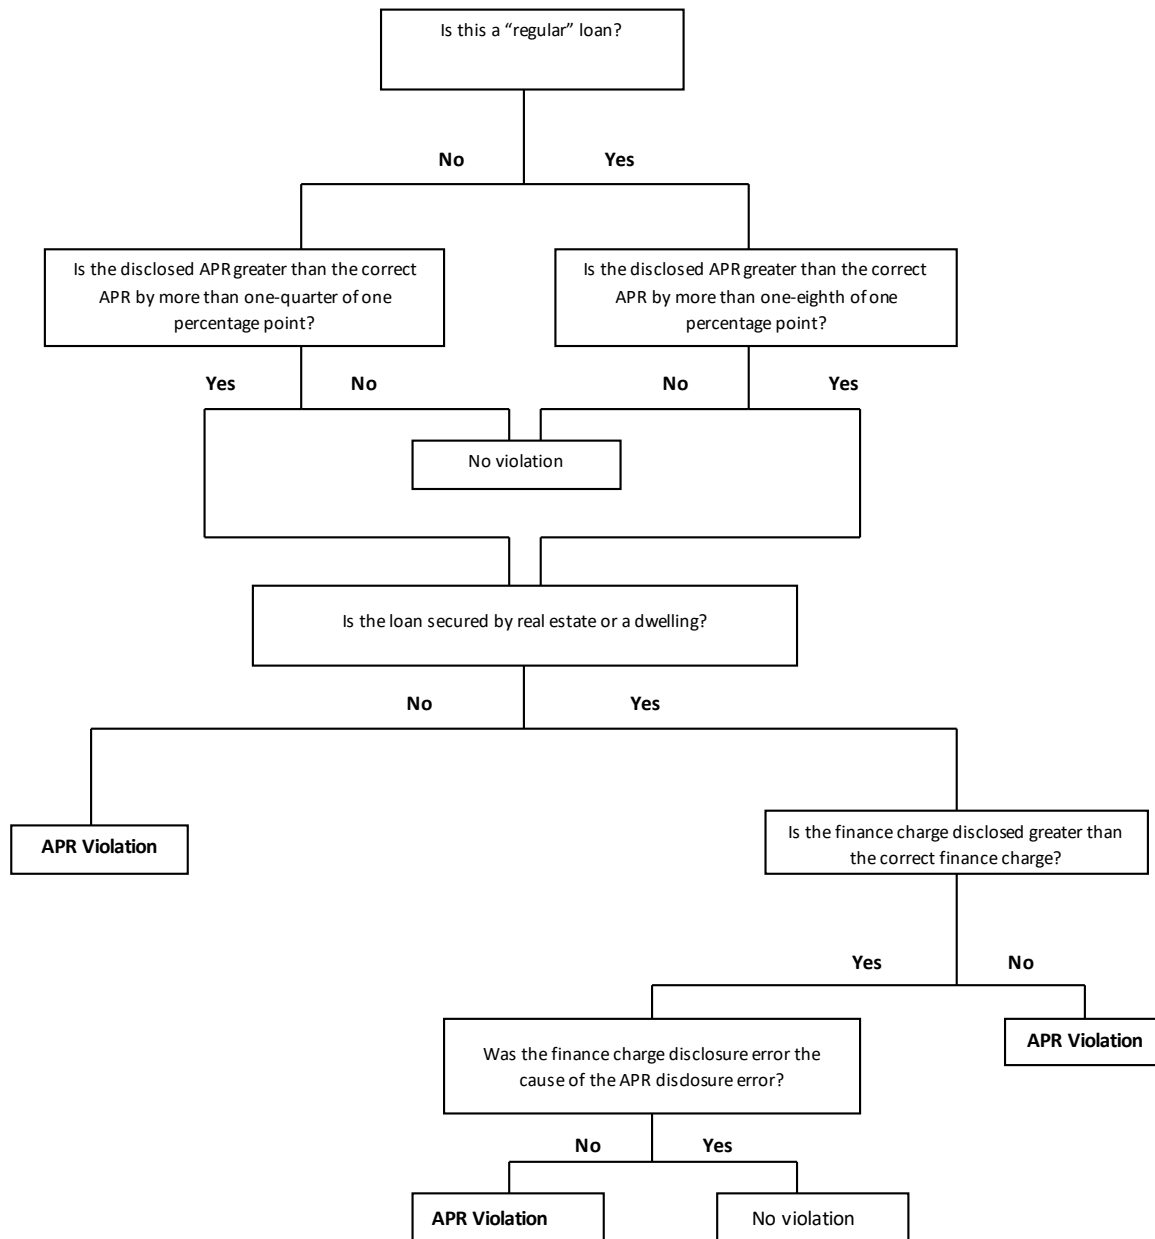 Is this a “regular” loan?
No
Yes
Is the disclosed APR greater than the correct
APR by more than one-quarter of one
percentage point?
Is the disclosed APR greater than the correct
APR by more than one-eighth of one
percentage point?
Yes
No
No
Yes
No violation
Is the loan secured by real estate or a dwelling?
No
Yes
APR Violation
Is the finance charge disclosed greater than
the correct finance charge?
Yes
No
APR Violation
Was the finance charge disclosure error the
cause of the APR disclosure error?
No
Yes
APR Violation
No violation